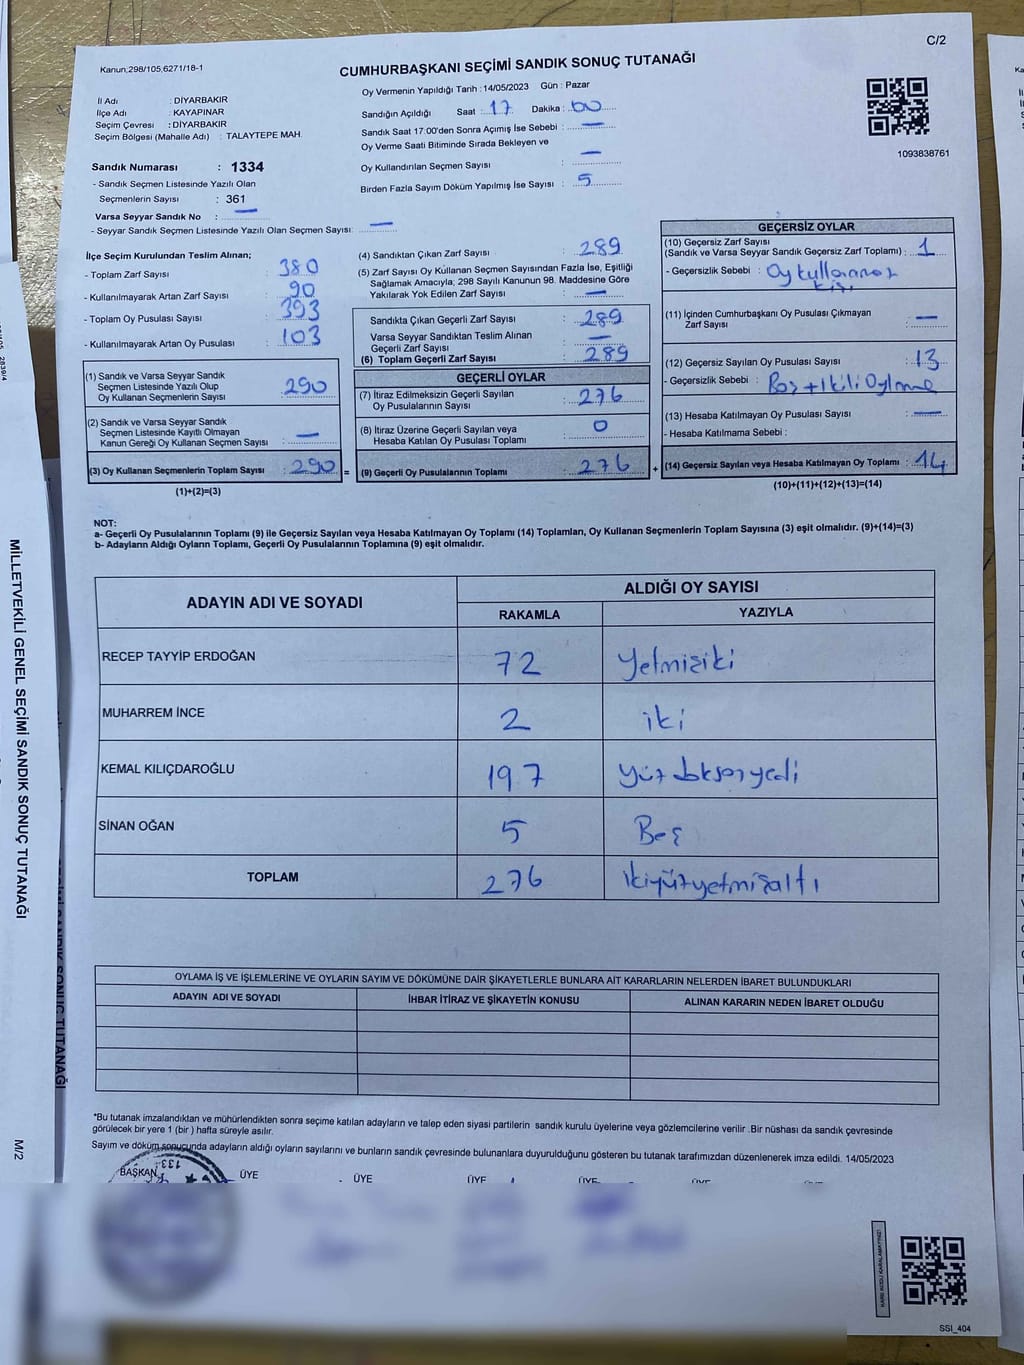 C/2
Kanun,298/105,6271/18-1
CUMHURBAŞKANI SEÇİMİ SANDIK SONUÇ TUTANAĞI
İl Adı : DİYARBAKIR
İlçe Adı : KAYAPINAR
Seçim Çevresi : DİYARBAKIR
Seçim Bölgesi (Mahalle Adı) : TALAYTEPE MAH.
Sandık Numarası : 1334
- Sandık Seçmen Listesinde Yazılı Olan
Seçmenlerin Sayısı : 361
Varsa Seyyar Sandık No : —
- Seyyar Sandık Seçmen Listesinde Yazılı Olan Seçmen Sayısı: —
Oy Vermenin Yapıldığı Tarih : 14/05/2023 Gün : Pazar
Sandığın Açıldığı Saat : 17 Dakika : 00
Sandık Saat 17:00'den Sonra Açımış İse Sebebi : —
Oy Verme Saati Bitiminde Sırada Bekleyen ve
Oy Kullandırılan Seçmen Sayısı : —
Birden Fazla Sayım Döküm Yapılmış İse Sayısı : 5
1093838761
İlçe Seçim Kurulundan Teslim Alınan;
- Toplam Zarf Sayısı : 380
- Kullanılmayarak Artan Zarf Sayısı : 90
- Toplam Oy Pusulası Sayısı : 393
- Kullanılmayarak Artan Oy Pusulası : 103
(1) Sandık ve Varsa Seyyar Sandık
Seçmen Listesinde Yazılı Olup
Oy Kullanan Seçmenlerin Sayısı : 290
(2) Sandık ve Varsa Seyyar Sandık
Seçmen Listesinde Kayıtlı Olmayan
Kanun Gereği Oy Kullanan Seçmen Sayısı : —
(3) Oy Kullanan Seçmenlerin Toplam Sayısı : 290 =
(1)+(2)=(3)
(4) Sandıktan Çıkan Zarf Sayısı : 289
(5) Zarf Sayısı Oy Kullanan Seçmen Sayısından Fazla İse, Eşitliği
Sağlamak Amacıyla, 298 Sayılı Kanunun 98. Maddesine Göre
Yakılarak Yok Edilen Zarf Sayısı : —
Sandıkta Çıkan Geçerli Zarf Sayısı : 289
Varsa Seyyar Sandıktan Teslim Alınan
Geçerli Zarf Sayısı : —
(6) Toplam Geçerli Zarf Sayısı : 289
GEÇERLİ OYLAR
(7) İtiraz Edilmeksizin Geçerli Sayılan
Oy Pusulalarının Sayısı : 276
(8) İtiraz Üzerine Geçerli Sayılan veya
Hesaba Katılan Oy Pusulası Toplamı : 0
(9) Geçerli Oy Pusulalarının Toplamı : 276 +
GEÇERSİZ OYLAR
(10) Geçersiz Zarf Sayısı
(Sandık ve Varsa Seyyar Sandık Geçersiz Zarf Toplamı) : 1
- Geçersizlik Sebebi : Oy kullanmaz
kişi
(11) İçinden Cumhurbaşkanı Oy Pusulası Çıkmayan
Zarf Sayısı : —
(12) Geçersiz Sayılan Oy Pusulası Sayısı : 13
- Geçersizlik Sebebi : Boş + İkili Oylama
(13) Hesaba Katılmayan Oy Pusulası Sayısı : —
- Hesaba Katılmama Sebebi :
(14) Geçersiz Sayılan veya Hesaba Katılmayan Oy Toplamı : 14
(10)+(11)+(12)+(13)=(14)
NOT:
a- Geçerli Oy Pusulalarının Toplamı (9) ile Geçersiz Sayılan veya Hesaba Katılmayan Oy Toplamı (14) Toplamları, Oy Kullanan Seçmenlerin Toplam Sayısına (3) eşit olmalıdır. (9)+(14)=(3)
b- Adayların Aldığı Oyların Toplamı, Geçerli Oy Pusulalarının Toplamına (9) eşit olmalıdır.
ADAYIN ADI VE SOYADI ALDIĞI OY SAYISI
RAKAMLA YAZIYLA
RECEP TAYYİP ERDOĞAN 72 Yetmişiki
MUHARREM İNCE 2 iki
KEMAL KILIÇDAROĞLU 197 yüzdoksanyedi
SİNAN OĞAN 5 Beş
TOPLAM 276 ikiyüzyetmişaltı
OYLAMA İŞ VE İŞLEMLERİNE VE OYLARIN SAYIM VE DÖKÜMÜNE DAİR ŞİKAYETLERLE BUNLARA AİT KARARLARIN NELERDEN İBARET BULUNDUKLARI
ADAYIN ADI VE SOYADI İHBAR İTİRAZ VE ŞİKAYETİN KONUSU ALINAN KARARIN NEDEN İBARET OLDUĞU
*Bu tutanak imzalandıktan ve mühürlendikten sonra seçime katılan adayların ve talep eden siyasi partilerin sandık kurulu üyelerine veya gözlemcilerine verilir .Bir nüshası da sandık çevresinde
görülecek bir yere 1 (bir ) hafta süreyle asılır.
Sayım ve döküm sonucunda adayların aldığı oyların sayılarını ve bunların sandık çevresinde bulunanlara duyurulduğunu gösteren bu tutanak tarafımızdan düzenlenerek imza edildi. 14/05/2023
BAŞKAN ÜYE ÜYE ÜYE ÜYE ÜYE
SSI_404
MİLLETVEKİLİ GENEL SEÇİMİ SANDIK SONUÇ TUTANAĞI
M/2